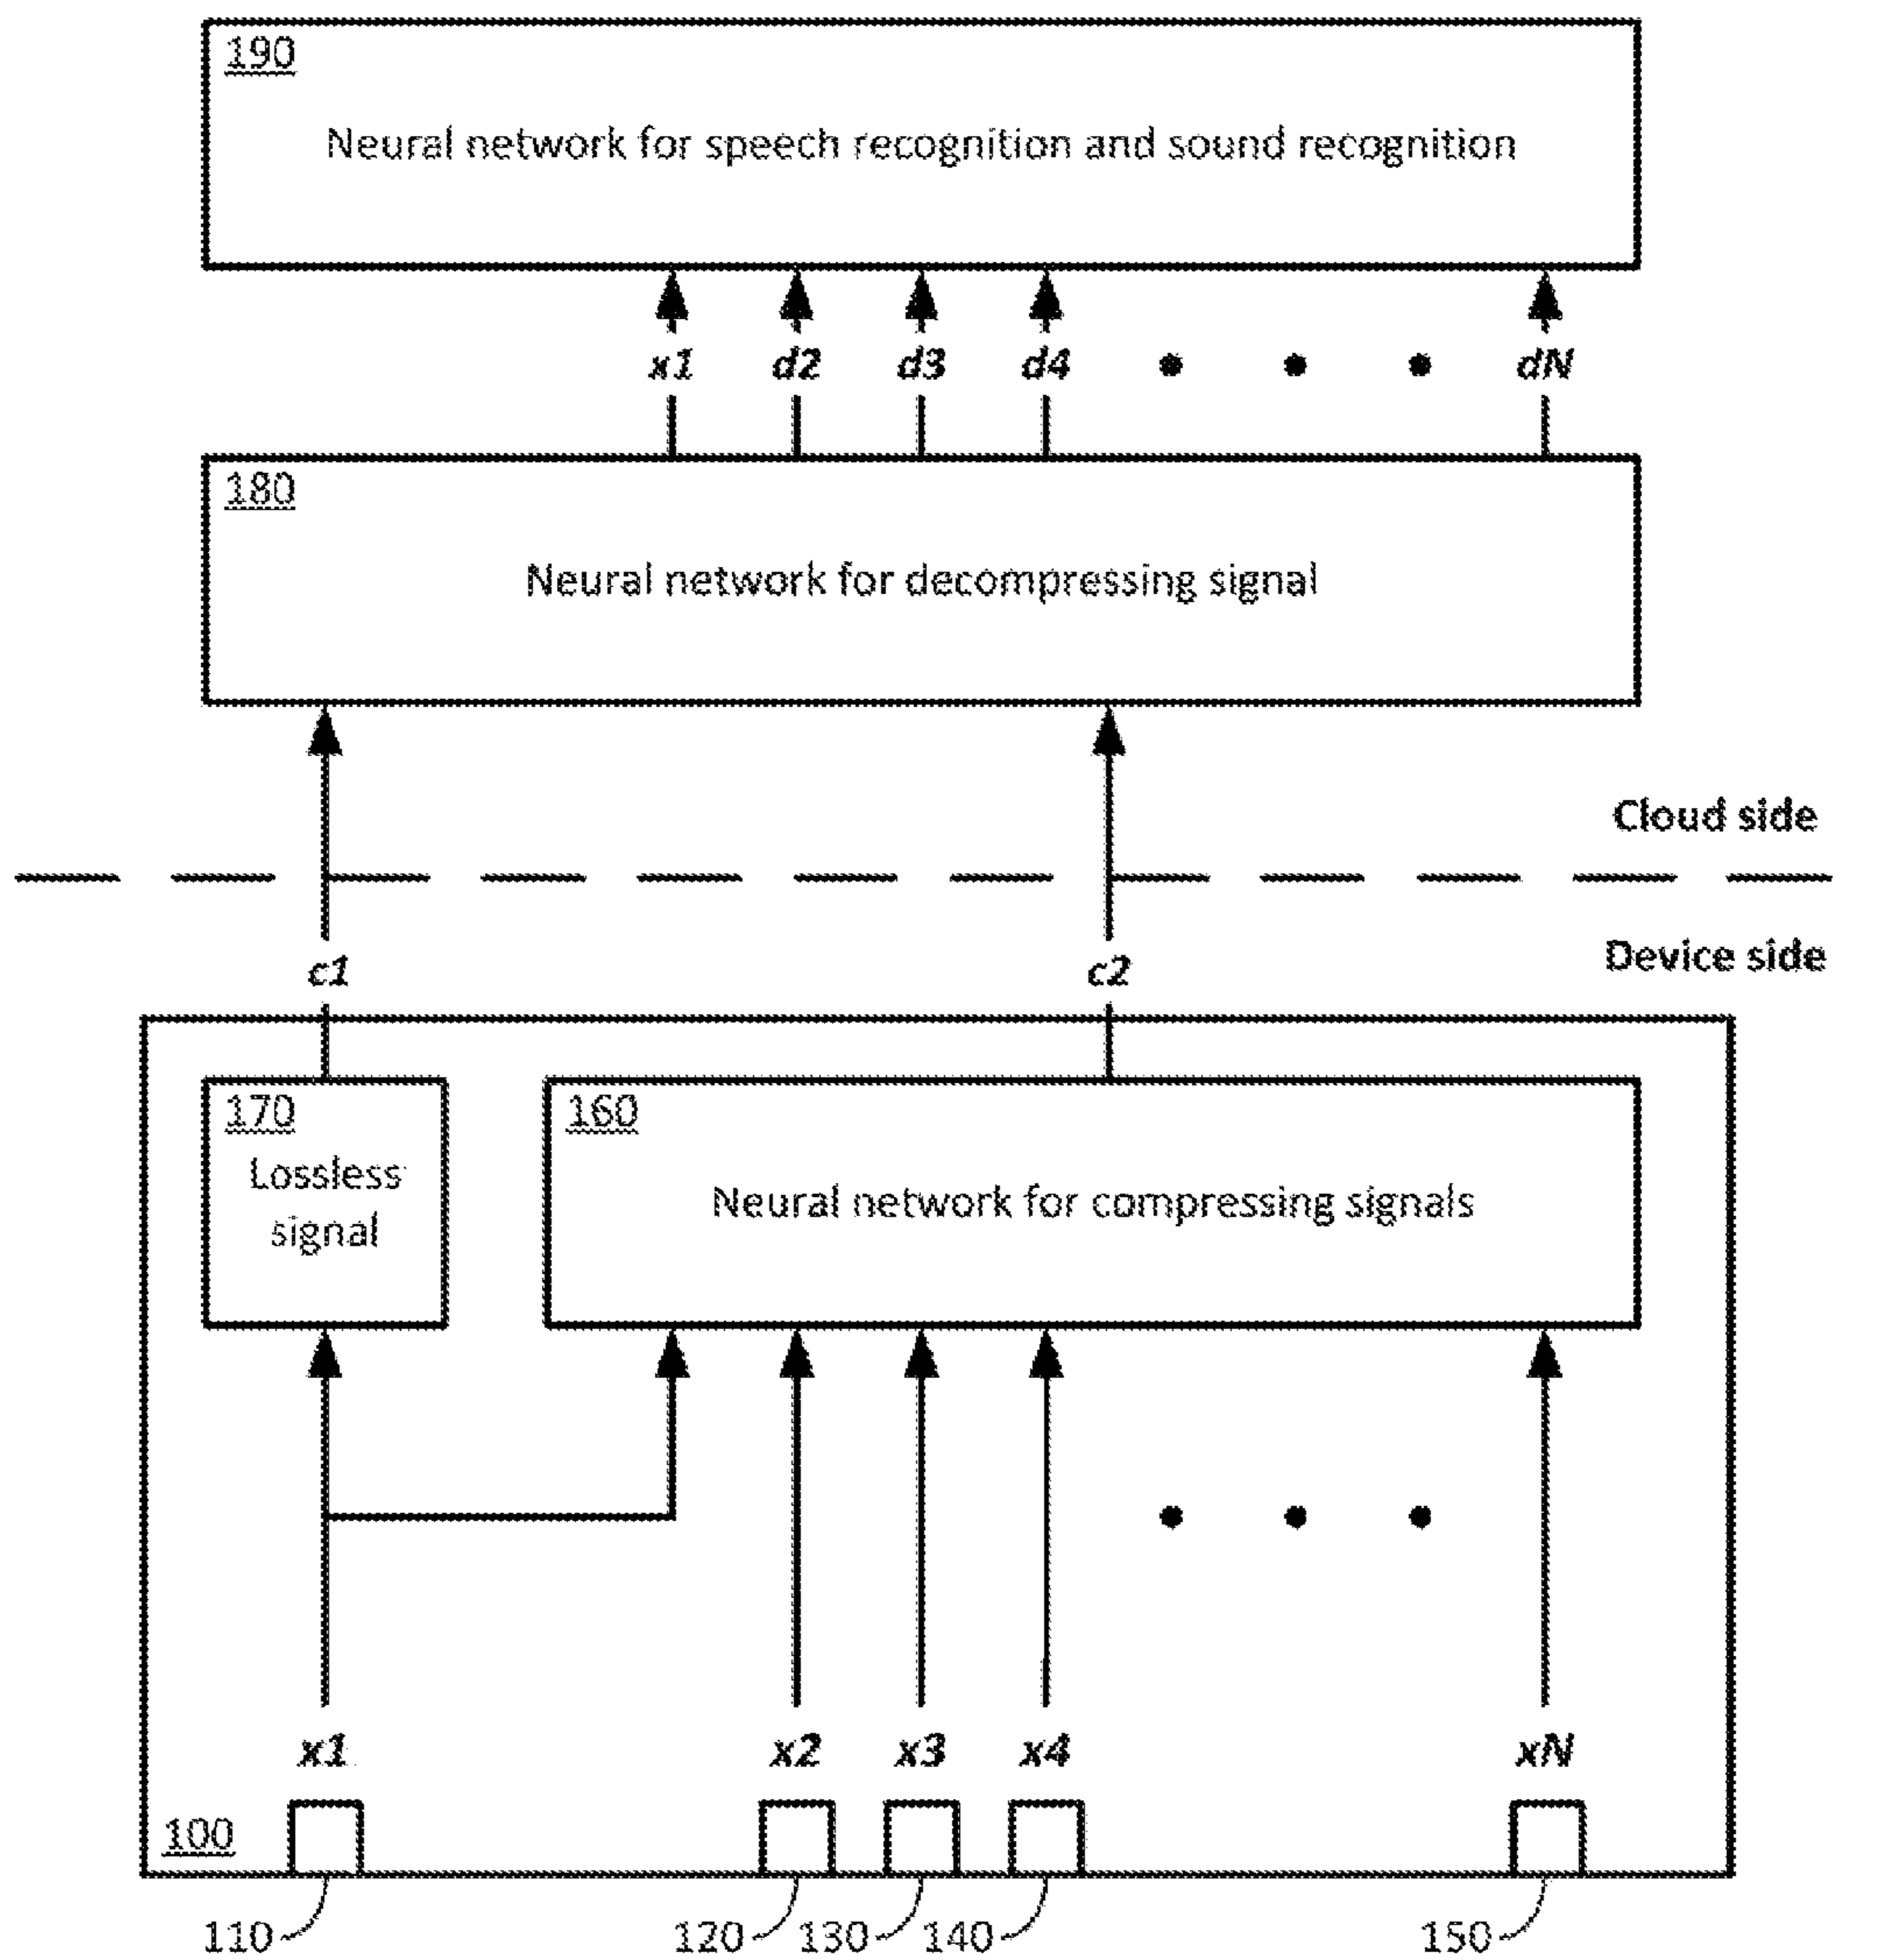 190
Neural network for speech recognition and sound recognition
x1 d2 d3 d4 • • • dN
180
Neural network for decompressing signal
Cloud side
Device side
c1 c2
170
Lossless
signal
160
Neural network for compressing signals
• • •
x1 x2 x3 x4 xN
100
110 120 130 140 150